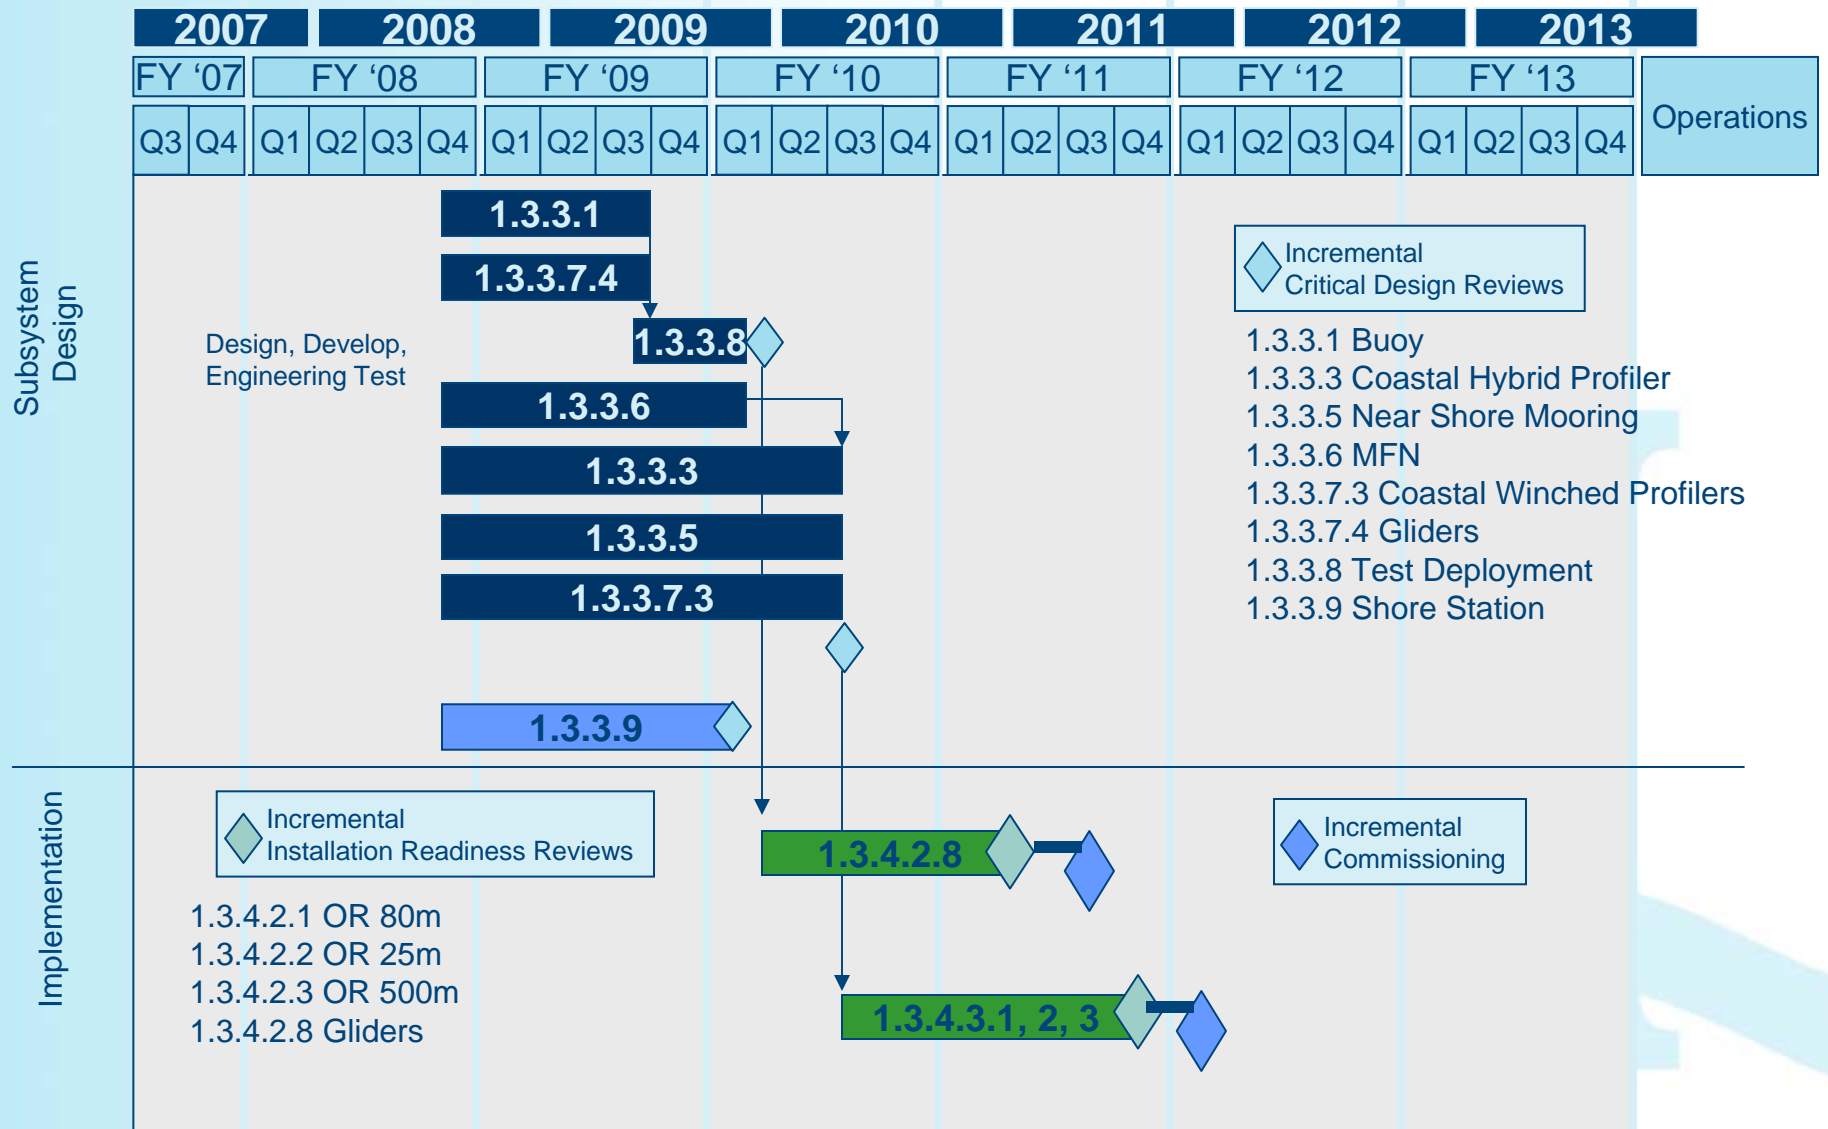 2007 2008 2009 2010 2011 2012 2013
FY ‘07 FY ‘08 FY ‘09 FY ‘10 FY ‘11 FY ‘12 FY ‘13
Operations
Q3 Q4 Q1 Q2 Q3 Q4 Q1 Q2 Q3 Q4 Q1 Q2 Q3 Q4 Q1 Q2 Q3 Q4 Q1 Q2 Q3 Q4 Q1 Q2 Q3 Q4
Subsystem
Design
Design, Develop,
Engineering Test
1.3.3.1
1.3.3.7.4
1.3.3.8
1.3.3.6
1.3.3.3
1.3.3.5
1.3.3.7.3
1.3.3.9
Incremental
Critical Design Reviews
1.3.3.1 Buoy
1.3.3.3 Coastal Hybrid Profiler
1.3.3.5 Near Shore Mooring
1.3.3.6 MFN
1.3.3.7.3 Coastal Winched Profilers
1.3.3.7.4 Gliders
1.3.3.8 Test Deployment
1.3.3.9 Shore Station
Implementation
Incremental
Installation Readiness Reviews
1.3.4.2.1 OR 80m
1.3.4.2.2 OR 25m
1.3.4.2.3 OR 500m
1.3.4.2.8 Gliders
1.3.4.2.8
1.3.4.3.1, 2, 3
Incremental
Commissioning